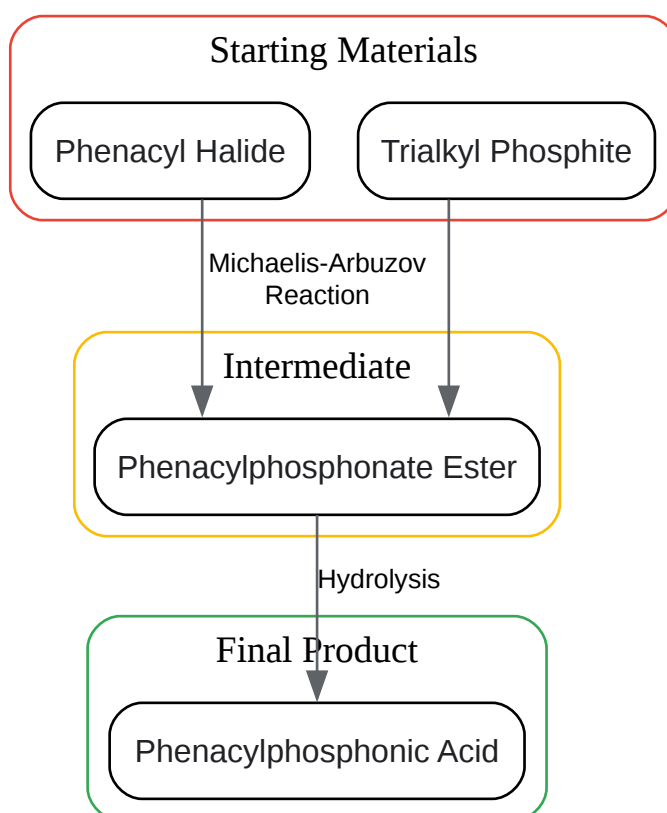 Starting Materials
Phenacyl Halide
Trialkyl Phosphite
Michaelis-Arbuzov
Reaction
Intermediate
Phenacylphosphonate Ester
Hydrolysis
Final Product
Phenacylphosphonic Acid